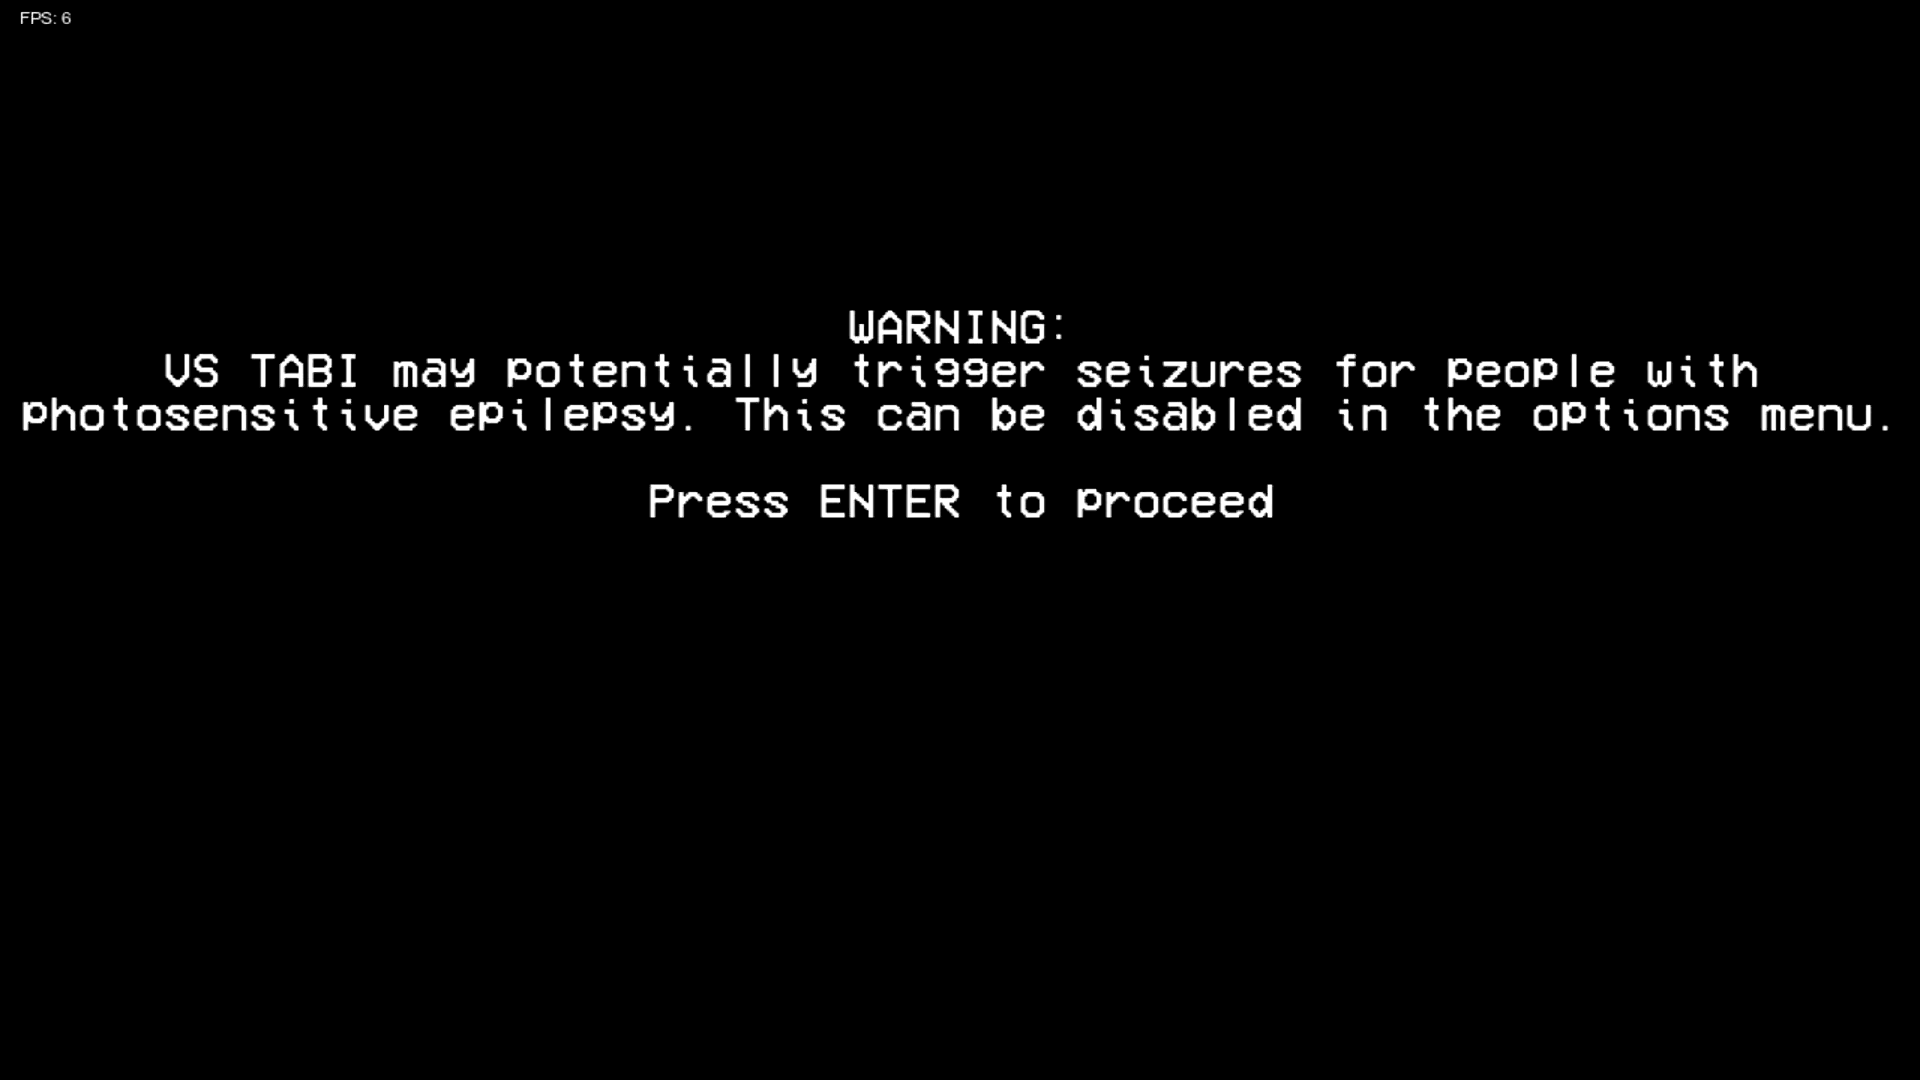 FPS: 6
WARNING:
VS TABI may potentially trigger seizures for people with
photosensitive epilepsy. This can be disabled in the options menu.
Press ENTER to proceed